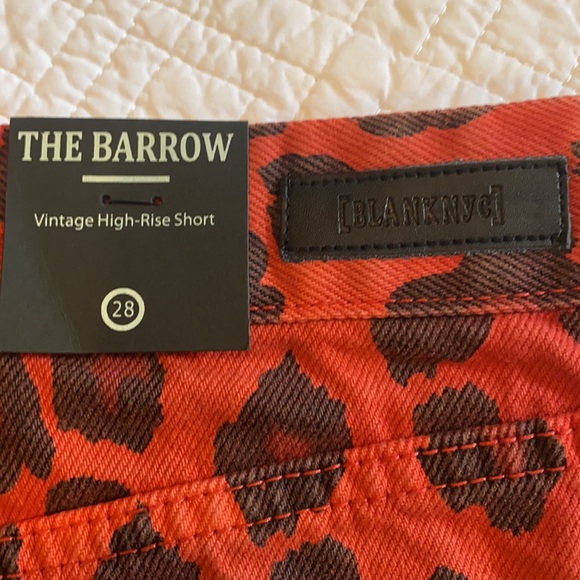 THE BARROW
Vintage High-Rise Short
28
[BLANKNYC]